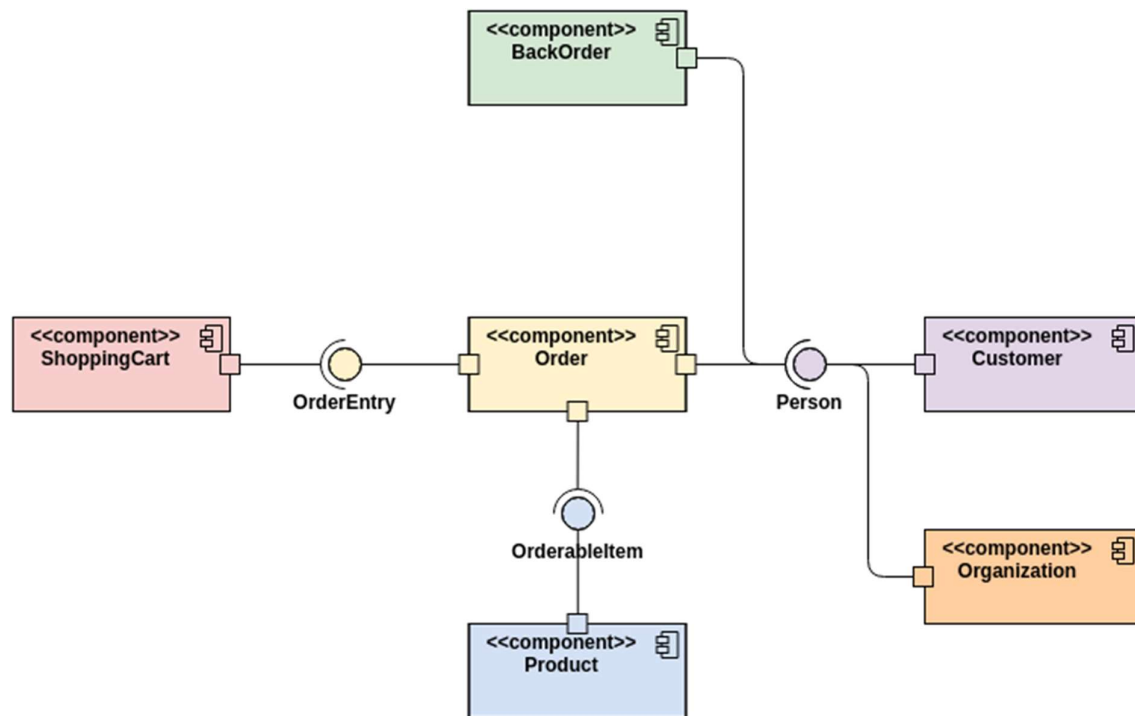 <<component>>
BackOrder
<<component>>
ShoppingCart
OrderEntry
<<component>>
Order
Person
<<component>>
Customer
OrderableItem
<<component>>
Organization
<<component>>
Product